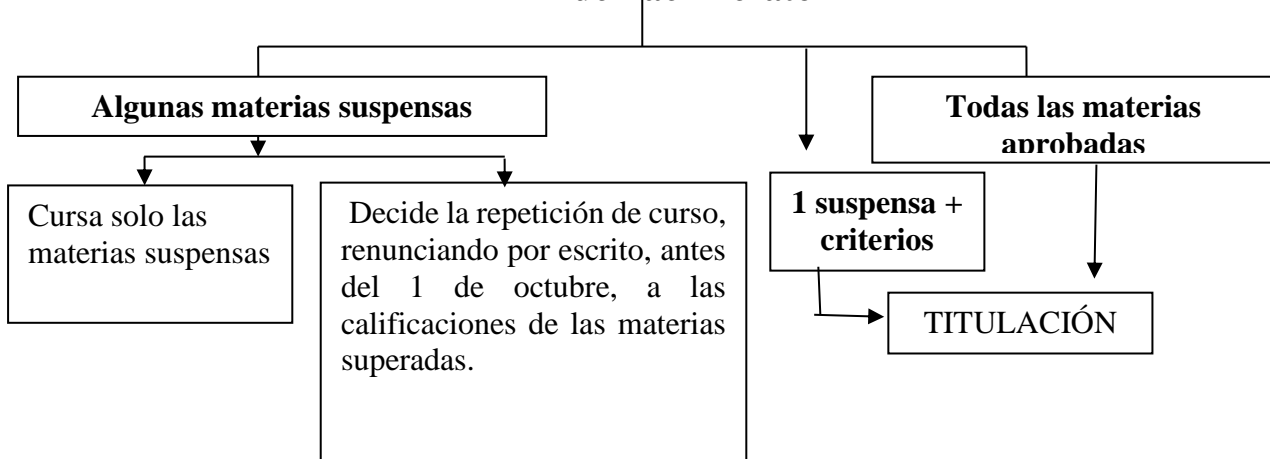 Algunas materias suspensas
Todas las materias
aprobadas
Cursa solo las
materias suspensas
Decide la repetición de curso,
renunciando por escrito, antes
del 1 de octubre, a las
calificaciones de las materias
superadas.
1 suspensa +
criterios
TITULACIÓN